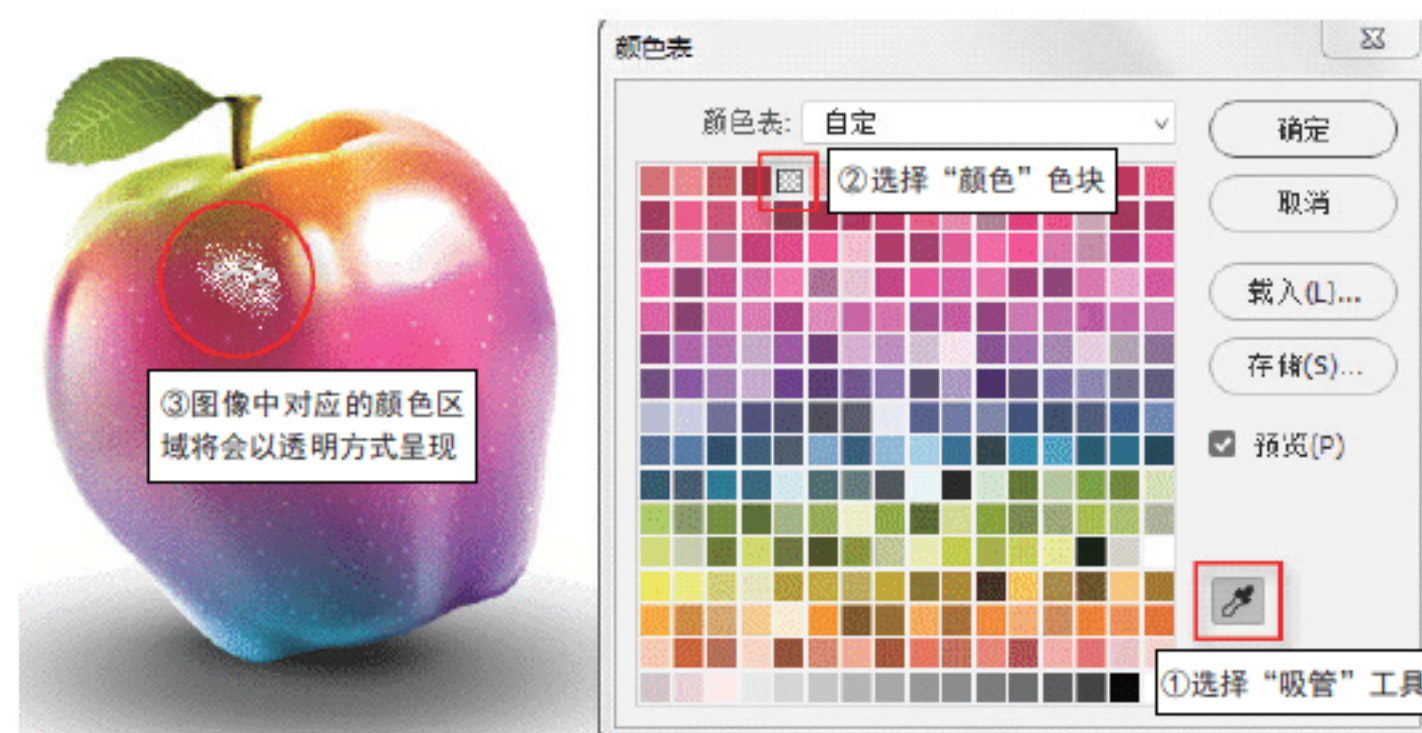 颜色表
颜色表: 自定
确定
②选择“颜色”色块
取消
载入(L)...
存储(S)...
③图像中对应的颜色区
域将会以透明方式呈现
预览(P)
①选择“吸管”工具